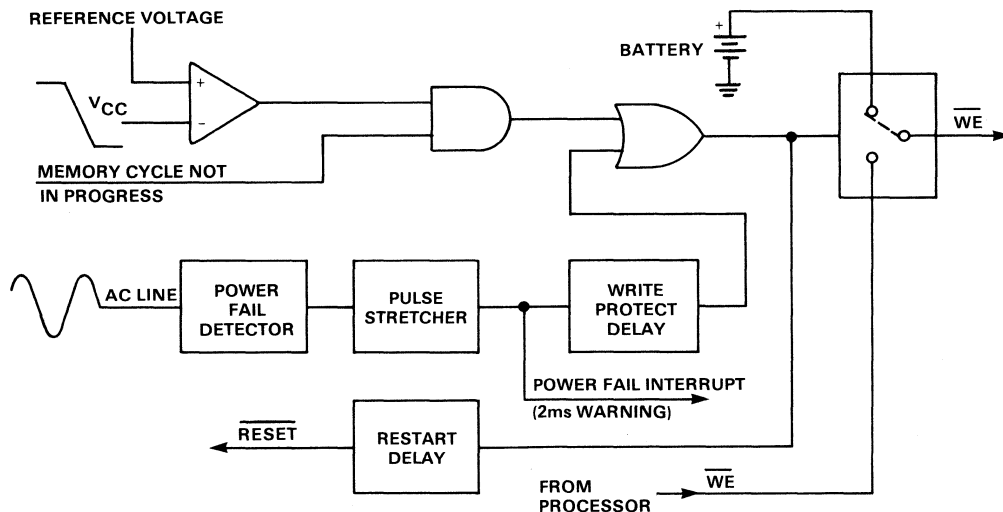 REFERENCE VOLTAGE
+
BATTERY
+
VCC
+
−
WE
MEMORY CYCLE NOT
IN PROGRESS
AC LINE
POWER
FAIL
DETECTOR
PULSE
STRETCHER
WRITE
PROTECT
DELAY
POWER FAIL INTERRUPT
(2ms WARNING)
RESET
RESTART
DELAY
FROM
PROCESSOR
WE